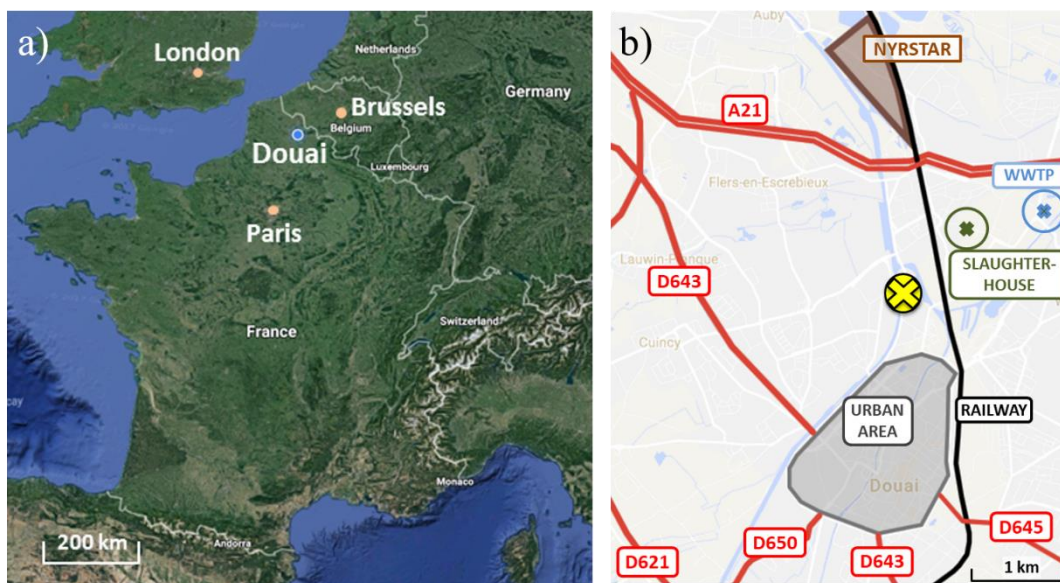 a)
London
Netherlands
Germany
Brussels
Belgium
Douai
Luxembourg
Paris
France
Switzerland
cay
Monaco
Andorra
200 km
b)
Auby
NYRSTAR
A21
WWTP
Flers-en-Escrebieux
SLAUGHTER-
HOUSE
Lauwin-Planque
D643
Cuincy
URBAN
AREA
RAILWAY
Douai
D645
D650
D621
D643
1 km